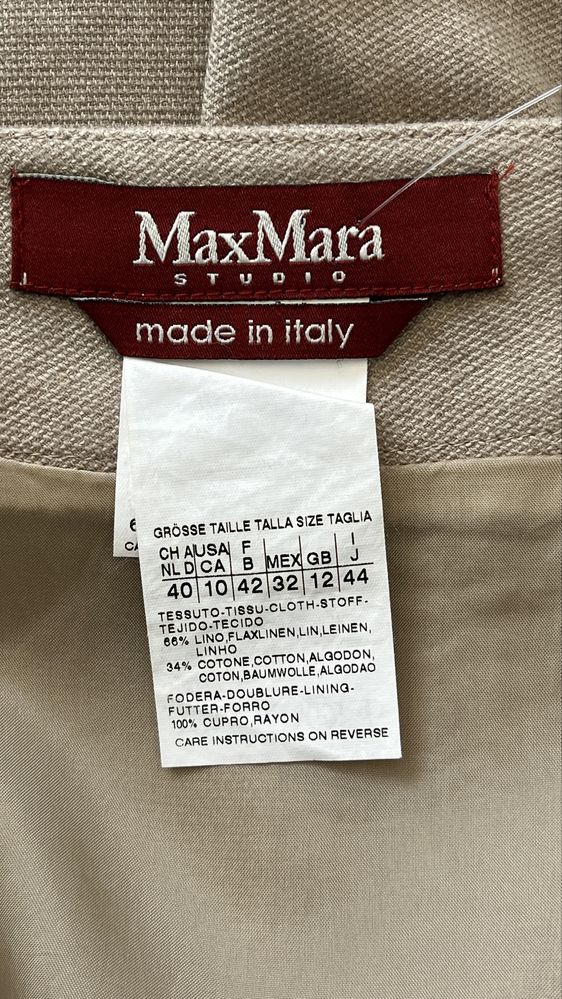 MaxMara
STUDIO
made in italy
GRÖSSE TAILLE TALLA SIZE TAGLIA
CH A USA F I
NL D CA B MEX GB J
40 10 42 32 12 44
TESSUTO-TISSU-CLOTH-STOFF-
TEJIDO-TECIDO
66% LINO,FLAXLINEN,LIN,LEINEN,
LINHO
34% COTONE,COTTON,ALGODON,
COTON,BAUMWOLLE,ALGODAO
FODERA-DOUBLURE-LINING-
FUTTER-FORRO
100% CUPRO,RAYON
CARE INSTRUCTIONS ON REVERSE